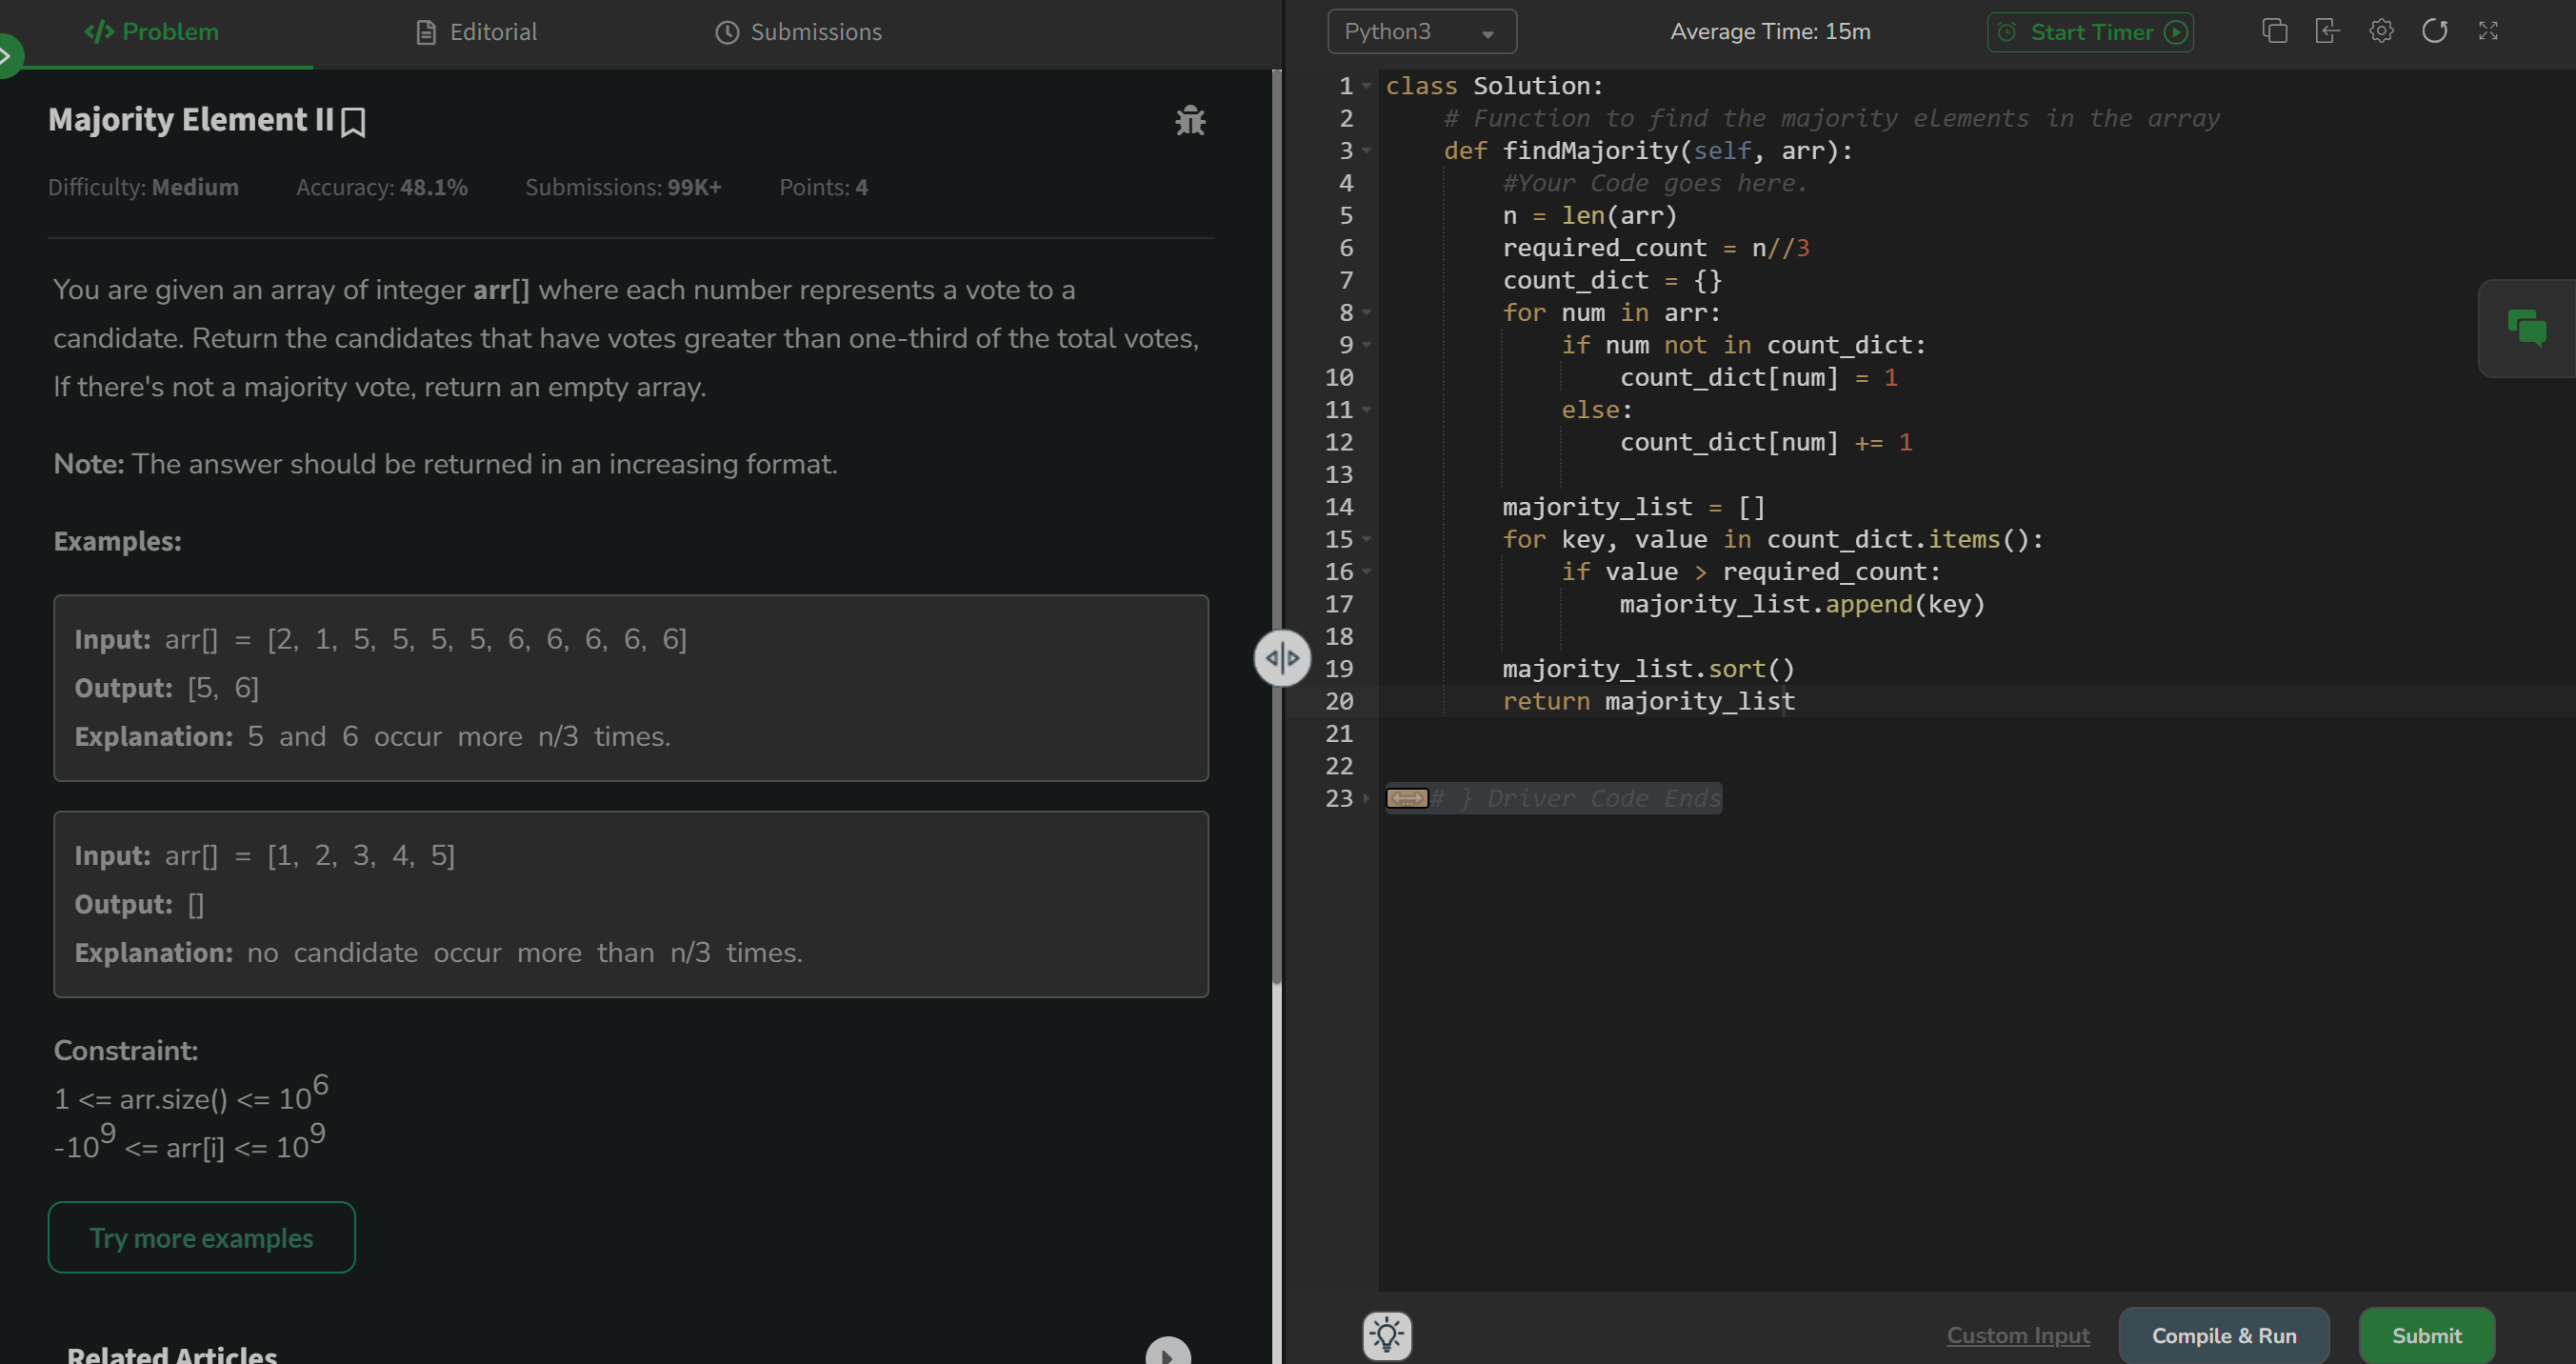 </> Problem
Editorial
Submissions
Majority Element II
Difficulty: Medium Accuracy: 48.1% Submissions: 99K+ Points: 4
You are given an array of integer arr[] where each number represents a vote to a
candidate. Return the candidates that have votes greater than one-third of the total votes,
If there's not a majority vote, return an empty array.
Note: The answer should be returned in an increasing format.
Examples:
Input: arr[] = [2, 1, 5, 5, 5, 5, 6, 6, 6, 6, 6]
Output: [5, 6]
Explanation: 5 and 6 occur more n/3 times.
Input: arr[] = [1, 2, 3, 4, 5]
Output: []
Explanation: no candidate occur more than n/3 times.
Constraint:
1 <= arr.size() <= 10^6
-10^9 <= arr[i] <= 10^9
Try more examples
Related Articles
Python3
Average Time: 15m
Start Timer
1 class Solution:
2     # Function to find the majority elements in the array
3     def findMajority(self, arr):
4         #Your Code goes here.
5         n = len(arr)
6         required_count = n//3
7         count_dict = {}
8         for num in arr:
9             if num not in count_dict:
10                 count_dict[num] = 1
11             else:
12                 count_dict[num] += 1
13
14         majority_list = []
15         for key, value in count_dict.items():
16             if value > required_count:
17                 majority_list.append(key)
18
19         majority_list.sort()
20         return majority_list
21
22
23 # } Driver Code Ends
Custom Input
Compile & Run
Submit